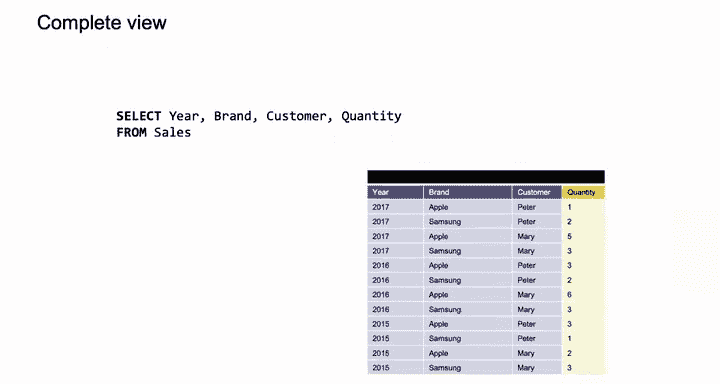 Complete view
SELECT Year, Brand, Customer, Quantity
FROM Sales
Year Brand Customer Quantity
2017 Apple Peter 1
2017 Samsung Peter 2
2017 Apple Mary 5
2017 Samsung Mary 3
2016 Apple Peter 3
2016 Samsung Peter 2
2016 Apple Mary 6
2016 Samsung Mary 3
2015 Apple Peter 3
2015 Samsung Peter 1
2015 Apple Mary 2
2015 Samsung Mary 3